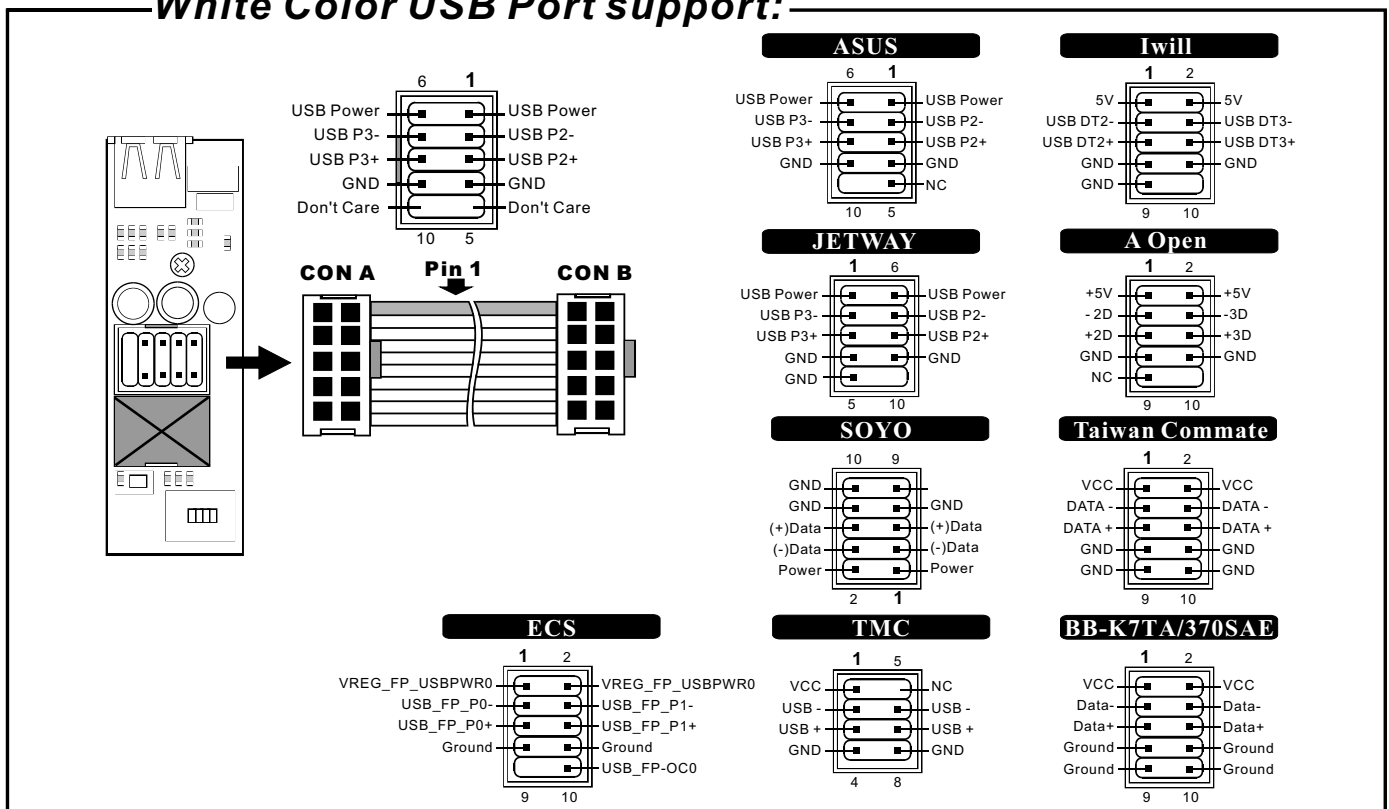 White Color USB Port support:
6 1
USB Power USB Power
USB P3- USB P2-
USB P3+ USB P2+
GND GND
Don't Care Don't Care
10 5
CON A Pin 1 CON B
ASUS
6 1
USB Power USB Power
USB P3- USB P2-
USB P3+ USB P2+
GND GND
NC
10 5
Iwill
1 2
5V 5V
USB DT2- USB DT3-
USB DT2+ USB DT3+
GND GND
GND
9 10
JETWAY
1 6
USB Power USB Power
USB P3- USB P2-
USB P3+ USB P2+
GND GND
GND
5 10
A Open
1 2
+5V +5V
- 2D -3D
+2D +3D
GND GND
NC
9 10
SOYO
10 9
GND
GND GND
(+)Data (+)Data
(-)Data (-)Data
Power Power
2 1
Taiwan Commate
1 2
VCC VCC
DATA - DATA -
DATA + DATA +
GND GND
GND GND
9 10
ECS
1 2
VREG_FP_USBPWR0 VREG_FP_USBPWR0
USB_FP_P0- USB_FP_P1-
USB_FP_P0+ USB_FP_P1+
Ground Ground
USB_FP-OC0
9 10
TMC
1 5
VCC NC
USB - USB -
USB + USB +
GND GND
4 8
BB-K7TA/370SAE
1 2
VCC VCC
Data- Data-
Data+ Data+
Ground Ground
Ground Ground
9 10